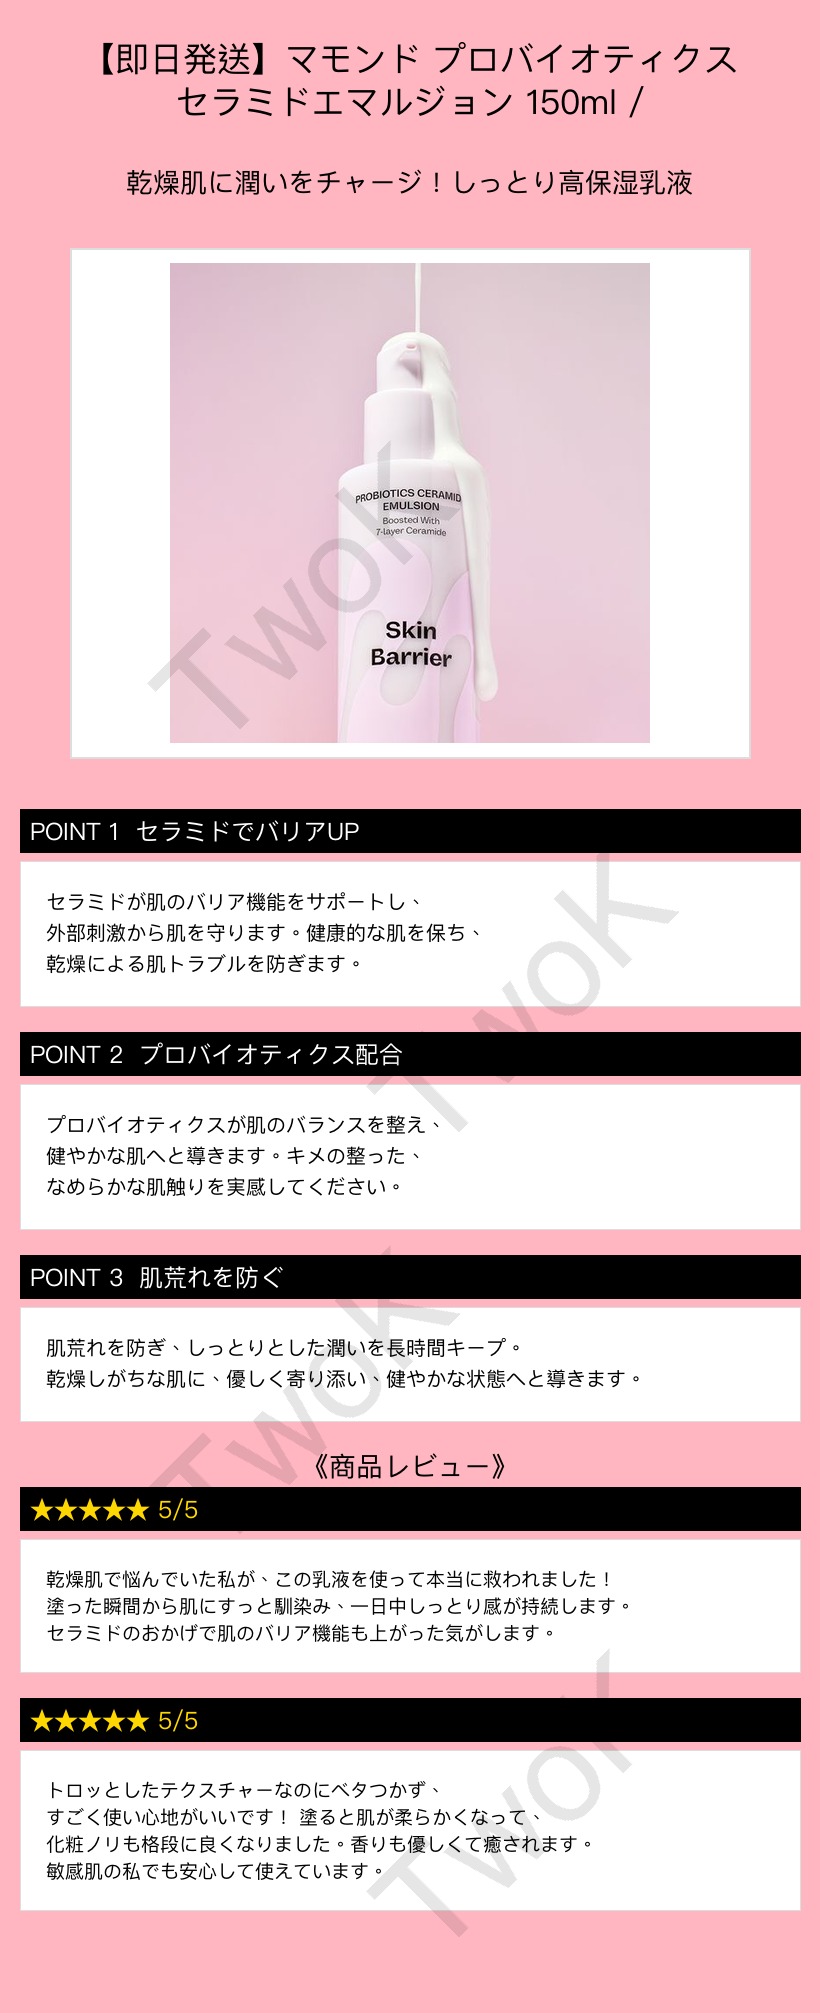 【即日発送】マモンド プロバイオティクス
セラミドエマルジョン 150ml /
乾燥肌に潤いをチャージ！しっとり高保湿乳液
PROBIOTICS CERAMID
EMULSION
Boosted With
7-layer Ceramide
Skin
Barrier
TwoK
POINT 1 セラミドでバリアUP
セラミドが肌のバリア機能をサポートし、
外部刺激から肌を守ります。健康的な肌を保ち、
乾燥による肌トラブルを防ぎます。
TwoK
POINT 2 プロバイオティクス配合
プロバイオティクスが肌のバランスを整え、
健やかな肌へと導きます。キメの整った、
なめらかな肌触りを実感してください。
POINT 3 肌荒れを防ぐ
肌荒れを防ぎ、しっとりとした潤いを長時間キープ。
乾燥しがちな肌に、優しく寄り添い、健やかな状態へと導きます。
TwoK
《商品レビュー》
★★★★★ 5/5
乾燥肌で悩んでいた私が、この乳液を使って本当に救われました！
塗った瞬間から肌にすっと馴染み、一日中しっとり感が持続します。
セラミドのおかげで肌のバリア機能も上がった気がします。
★★★★★ 5/5
トロッとしたテクスチャーなのにベタつかず、
すごく使い心地がいいです！ 塗ると肌が柔らかくなって、
化粧ノリも格段に良くなりました。香りも優しくて癒されます。
敏感肌の私でも安心して使えています。
TwoK